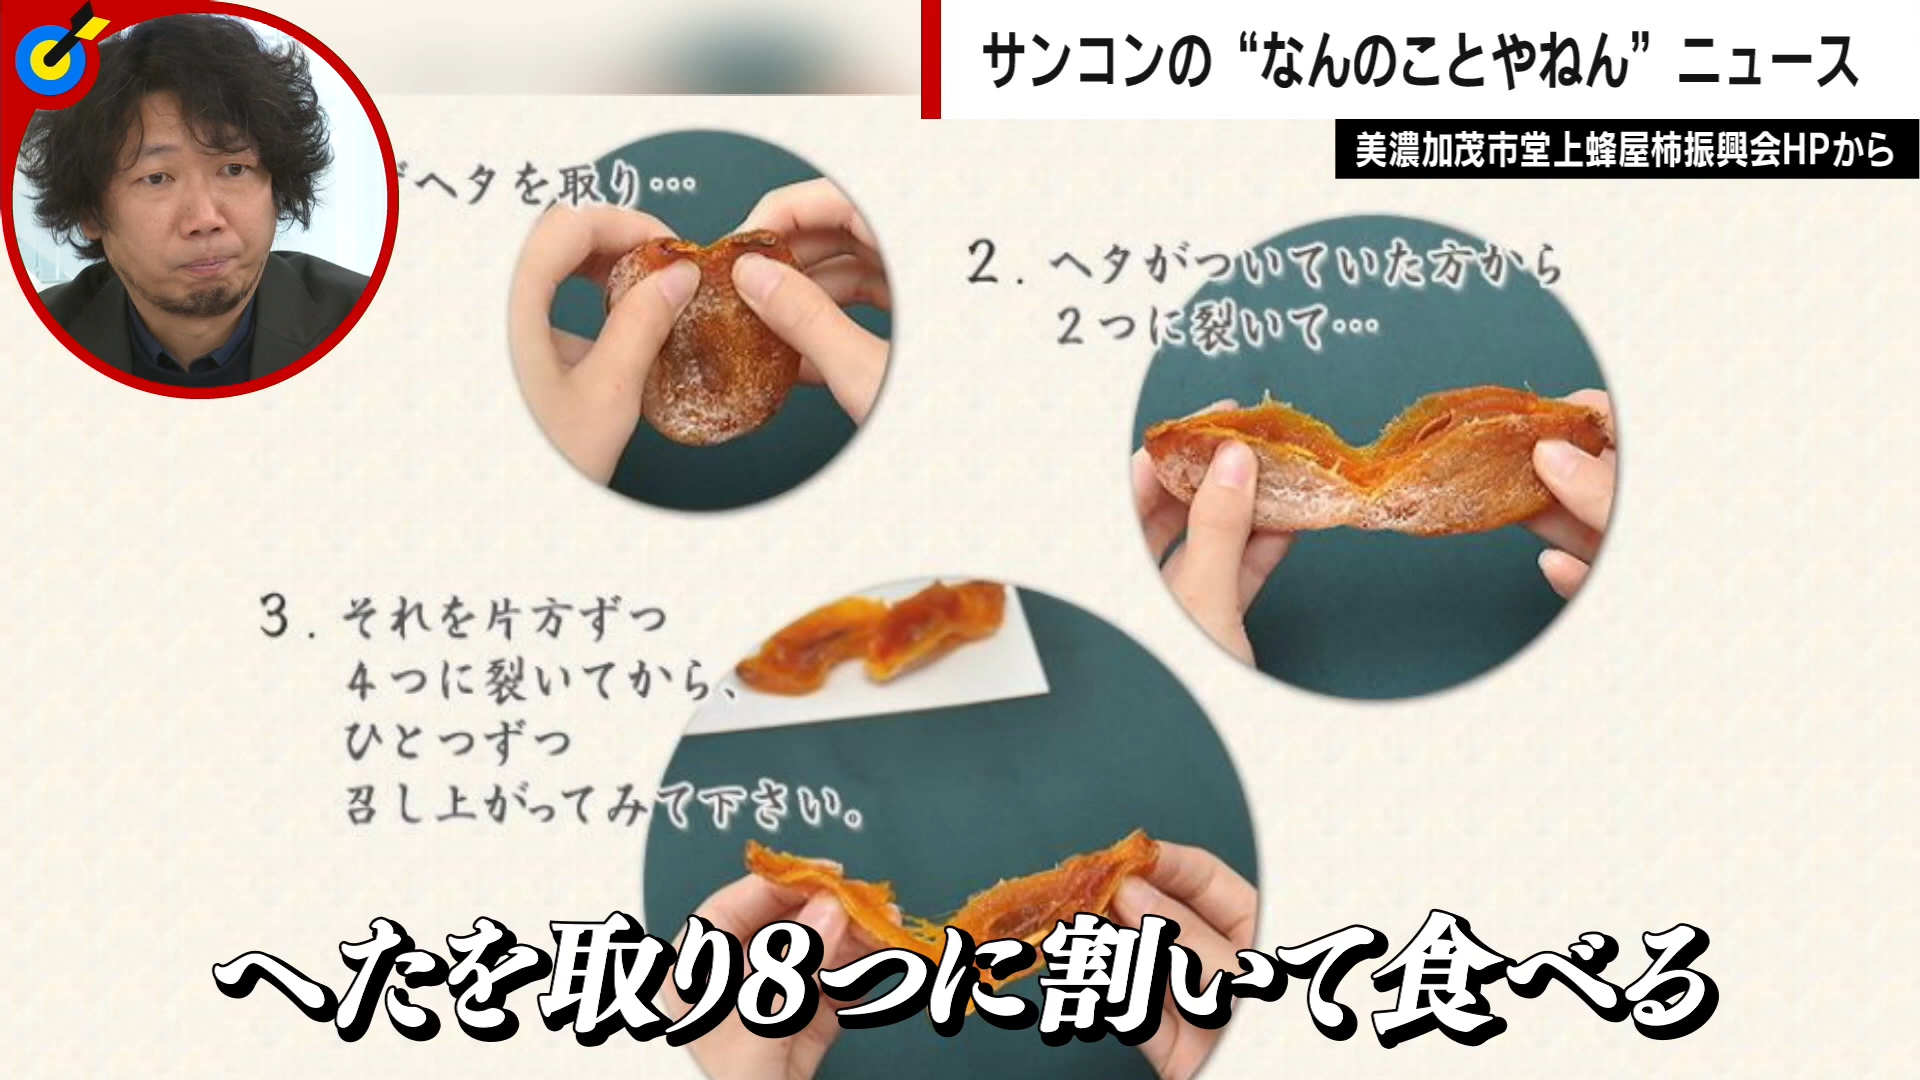 サンコンの“なんのことやねん”ニュース
美濃加茂市堂上蜂屋柿振興会HPから
ヘタを取り…
2. ヘタがついていた方から
2つに裂いて…
3. それを片方ずつ
4つに裂いてから、
ひとつずつ
召し上がってみて下さい。
へたを取り8つに割いて食べる